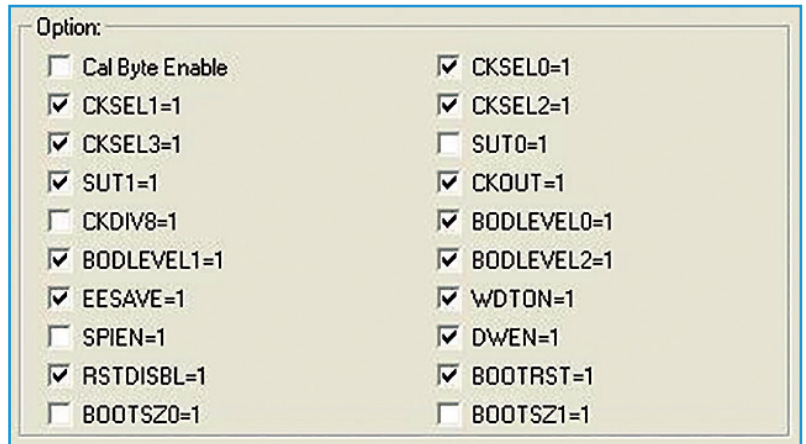 Option:
Cal Byte Enable CKSEL0=1
CKSEL1=1 CKSEL2=1
CKSEL3=1 SUT0=1
SUT1=1 CKOUT=1
CKDIV8=1 BODLEVEL0=1
BODLEVEL1=1 BODLEVEL2=1
EESAVE=1 WDTON=1
SPIEN=1 DWEN=1
RSTDISBL=1 BOOTRST=1
BOOTSZ0=1 BOOTSZ1=1